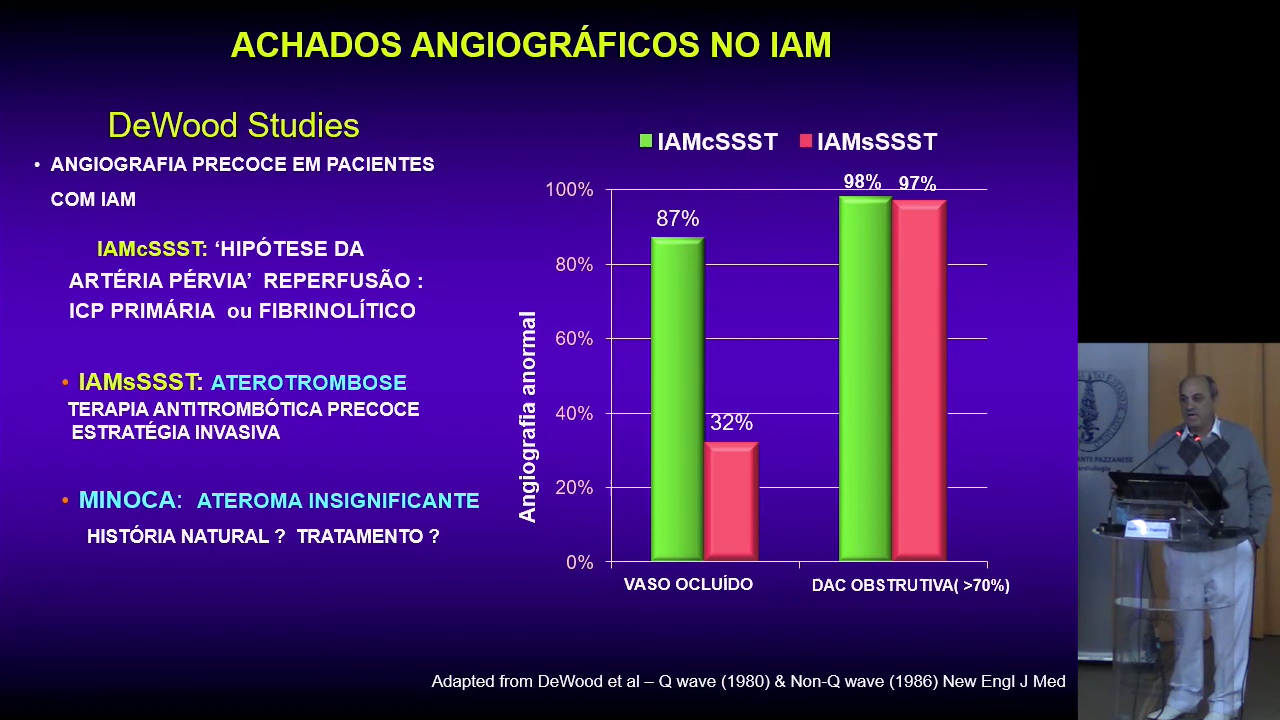 ACHADOS ANGIOGRÁFICOS NO IAM
DeWood Studies
• ANGIOGRAFIA PRECOCE EM PACIENTES
COM IAM
IAMcSSST: ‘HIPÓTESE DA
ARTÉRIA PÉRVIA’ REPERFUSÃO :
ICP PRIMÁRIA ou FIBRINOLÍTICO
• IAMsSSST: ATEROTROMBOSE
TERAPIA ANTITROMBÓTICA PRECOCE
ESTRATÉGIA INVASIVA
• MINOCA: ATEROMA INSIGNIFICANTE
HISTÓRIA NATURAL ? TRATAMENTO ?
IAMcSSST IAMsSSST
Angiografia anormal
100%
80%
60%
40%
20%
0%
87%
32%
98% 97%
VASO OCLUÍDO
DAC OBSTRUTIVA( >70%)
Adapted from DeWood et al – Q wave (1980) & Non-Q wave (1986) New Engl J Med
ANTE PAZZANESE